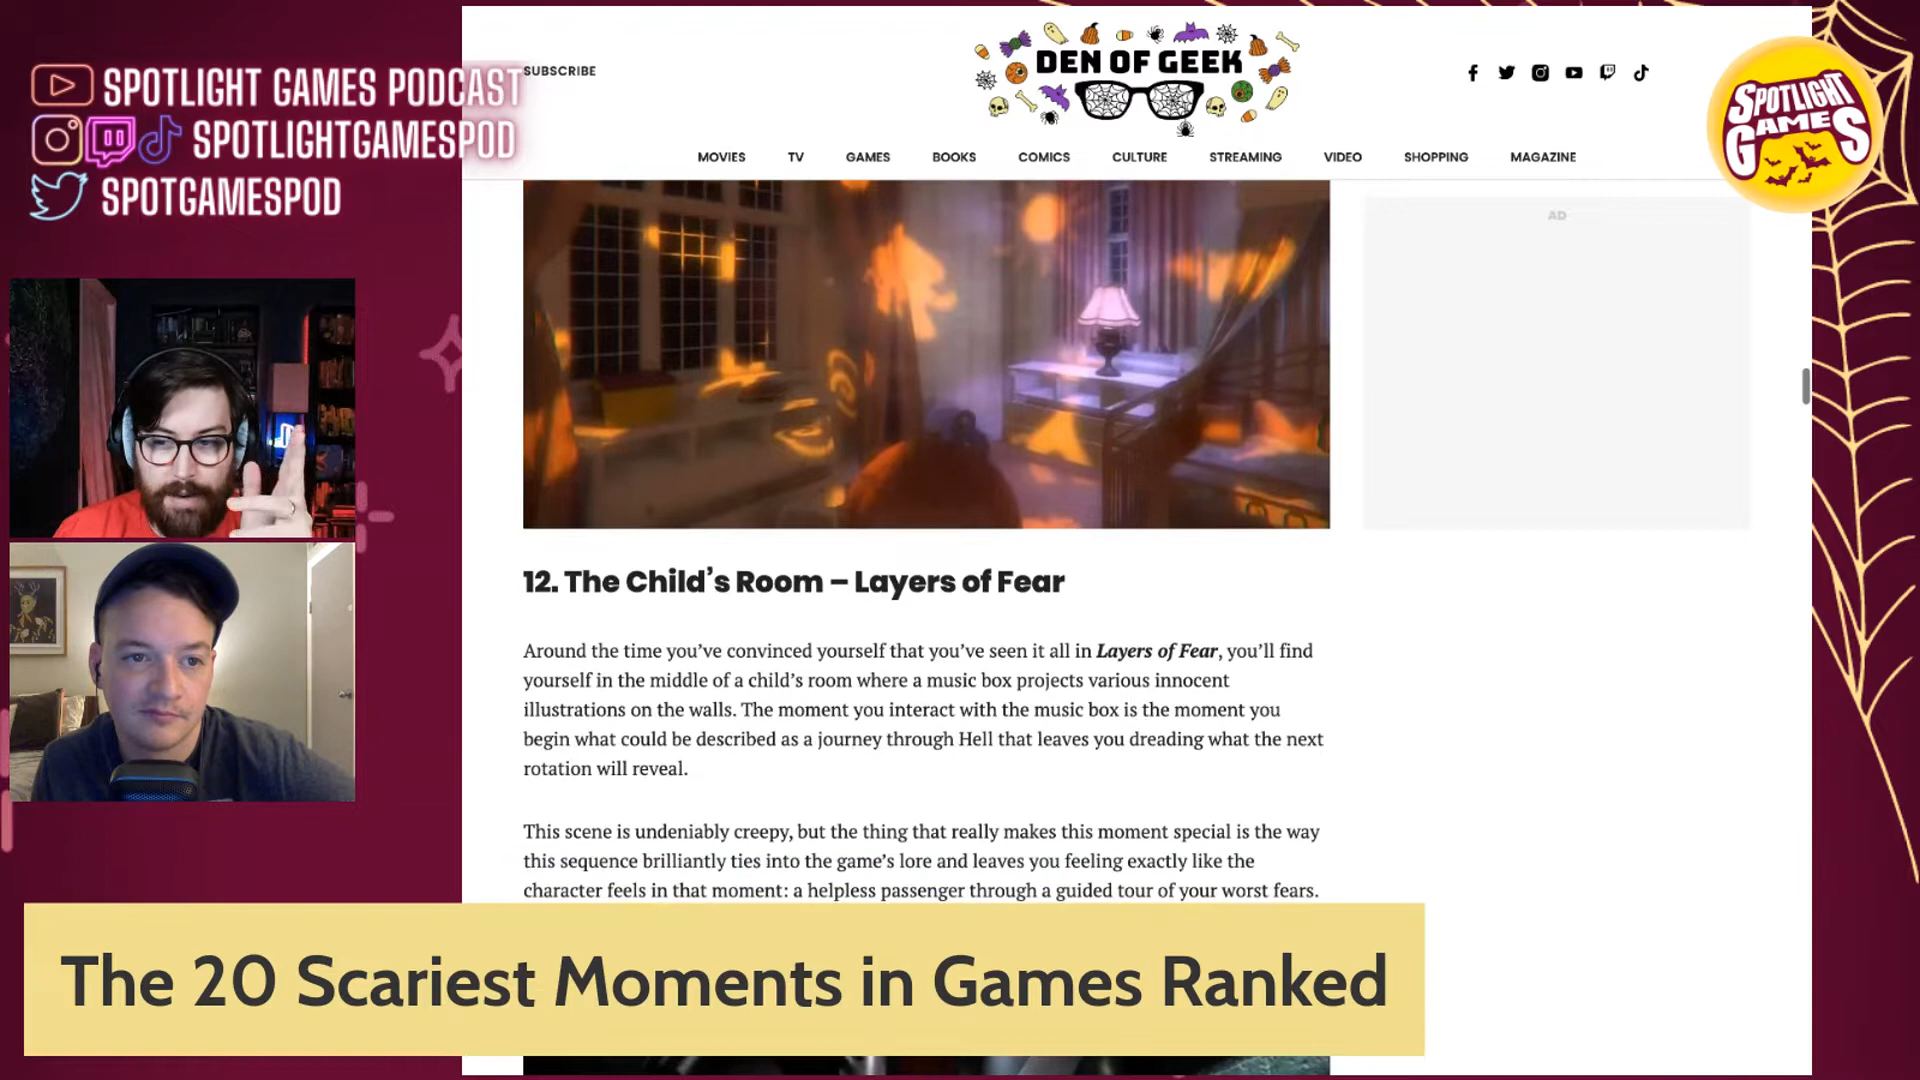 SPOTLIGHT GAMES PODCAST
SPOTLIGHTGAMESPOD
SPOTGAMESPOD
SUBSCRIBE
DEN OF GEEK
SPOTLIGHT
GAMES
MOVIES TV GAMES BOOKS COMICS CULTURE STREAMING VIDEO SHOPPING MAGAZINE
AD
12. The Child’s Room – Layers of Fear
Around the time you’ve convinced yourself that you’ve seen it all in Layers of Fear, you’ll find
yourself in the middle of a child’s room where a music box projects various innocent
illustrations on the walls. The moment you interact with the music box is the moment you
begin what could be described as a journey through Hell that leaves you dreading what the next
rotation will reveal.
This scene is undeniably creepy, but the thing that really makes this moment special is the way
this sequence brilliantly ties into the game’s lore and leaves you feeling exactly like the
character feels in that moment: a helpless passenger through a guided tour of your worst fears.
The 20 Scariest Moments in Games Ranked